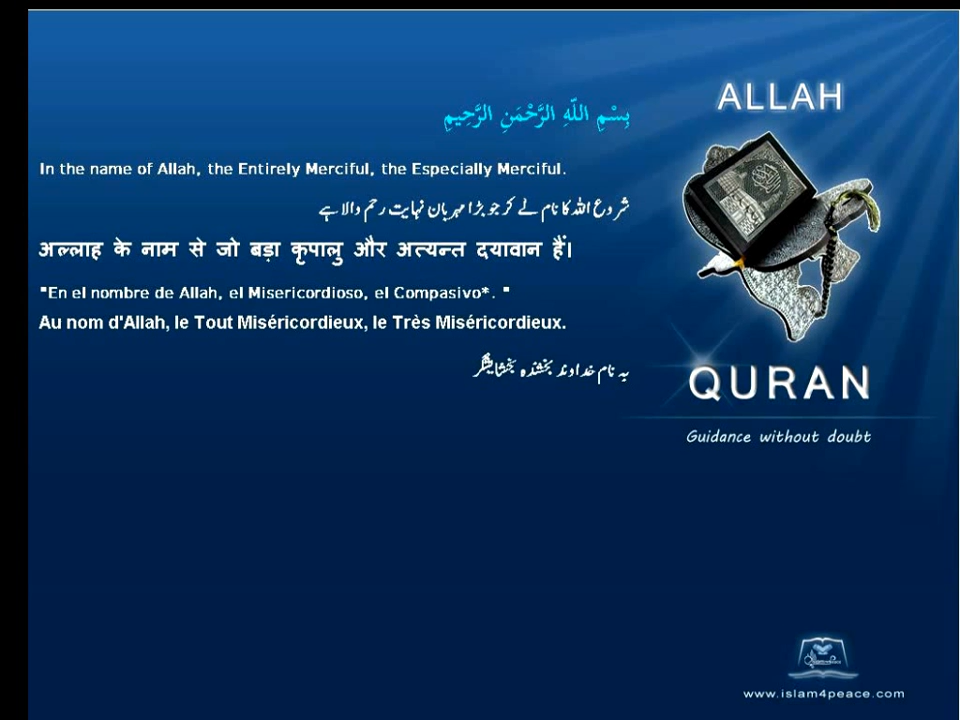 بِسْمِ اللّهِ الرَّحْمَنِ الرَّحِيمِ
In the name of Allah, the Entirely Merciful, the Especially Merciful.
شروع الله کا نام لے کر جو بڑا مہربان نہایت رحم والا ہے
अल्लाह के नाम से जो बड़ा कृपालु और अत्यन्त दयावान हैं।
"En el nombre de Allah, el Misericordioso, el Compasivo*. "
Au nom d'Allah, le Tout Miséricordieux, le Très Miséricordieux.
به نام خداوند بخشنده بخشایشگر
ALLAH
QURAN
Guidance without doubt
www.islam4peace.com